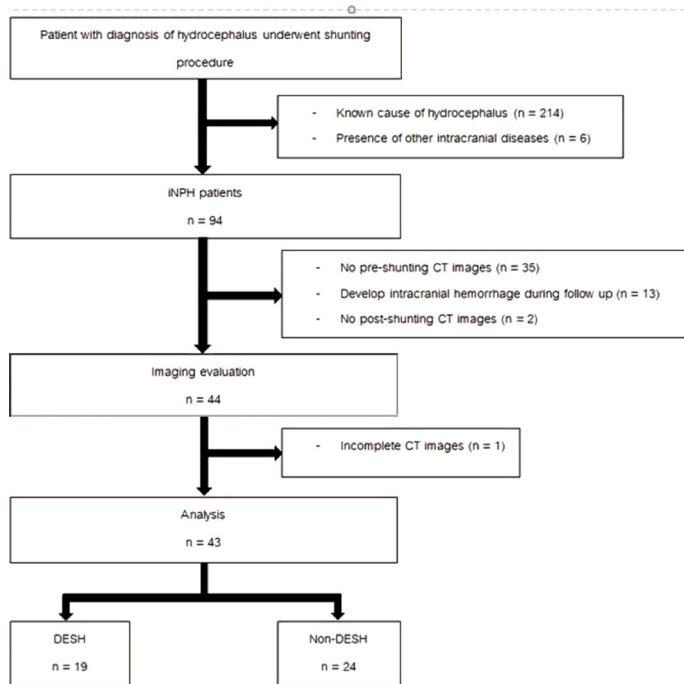 Patient with diagnosis of hydrocephalus underwent shunting
procedure
- Known cause of hydrocephalus (n = 214)
- Presence of other intracranial diseases (n = 6)
iNPH patients
n = 94
- No pre-shunting CT images (n = 35)
- Develop intracranial hemorrhage during follow up (n = 13)
- No post-shunting CT images (n = 2)
Imaging evaluation
n = 44
- Incomplete CT images (n = 1)
Analysis
n = 43
DESH
n = 19
Non-DESH
n = 24